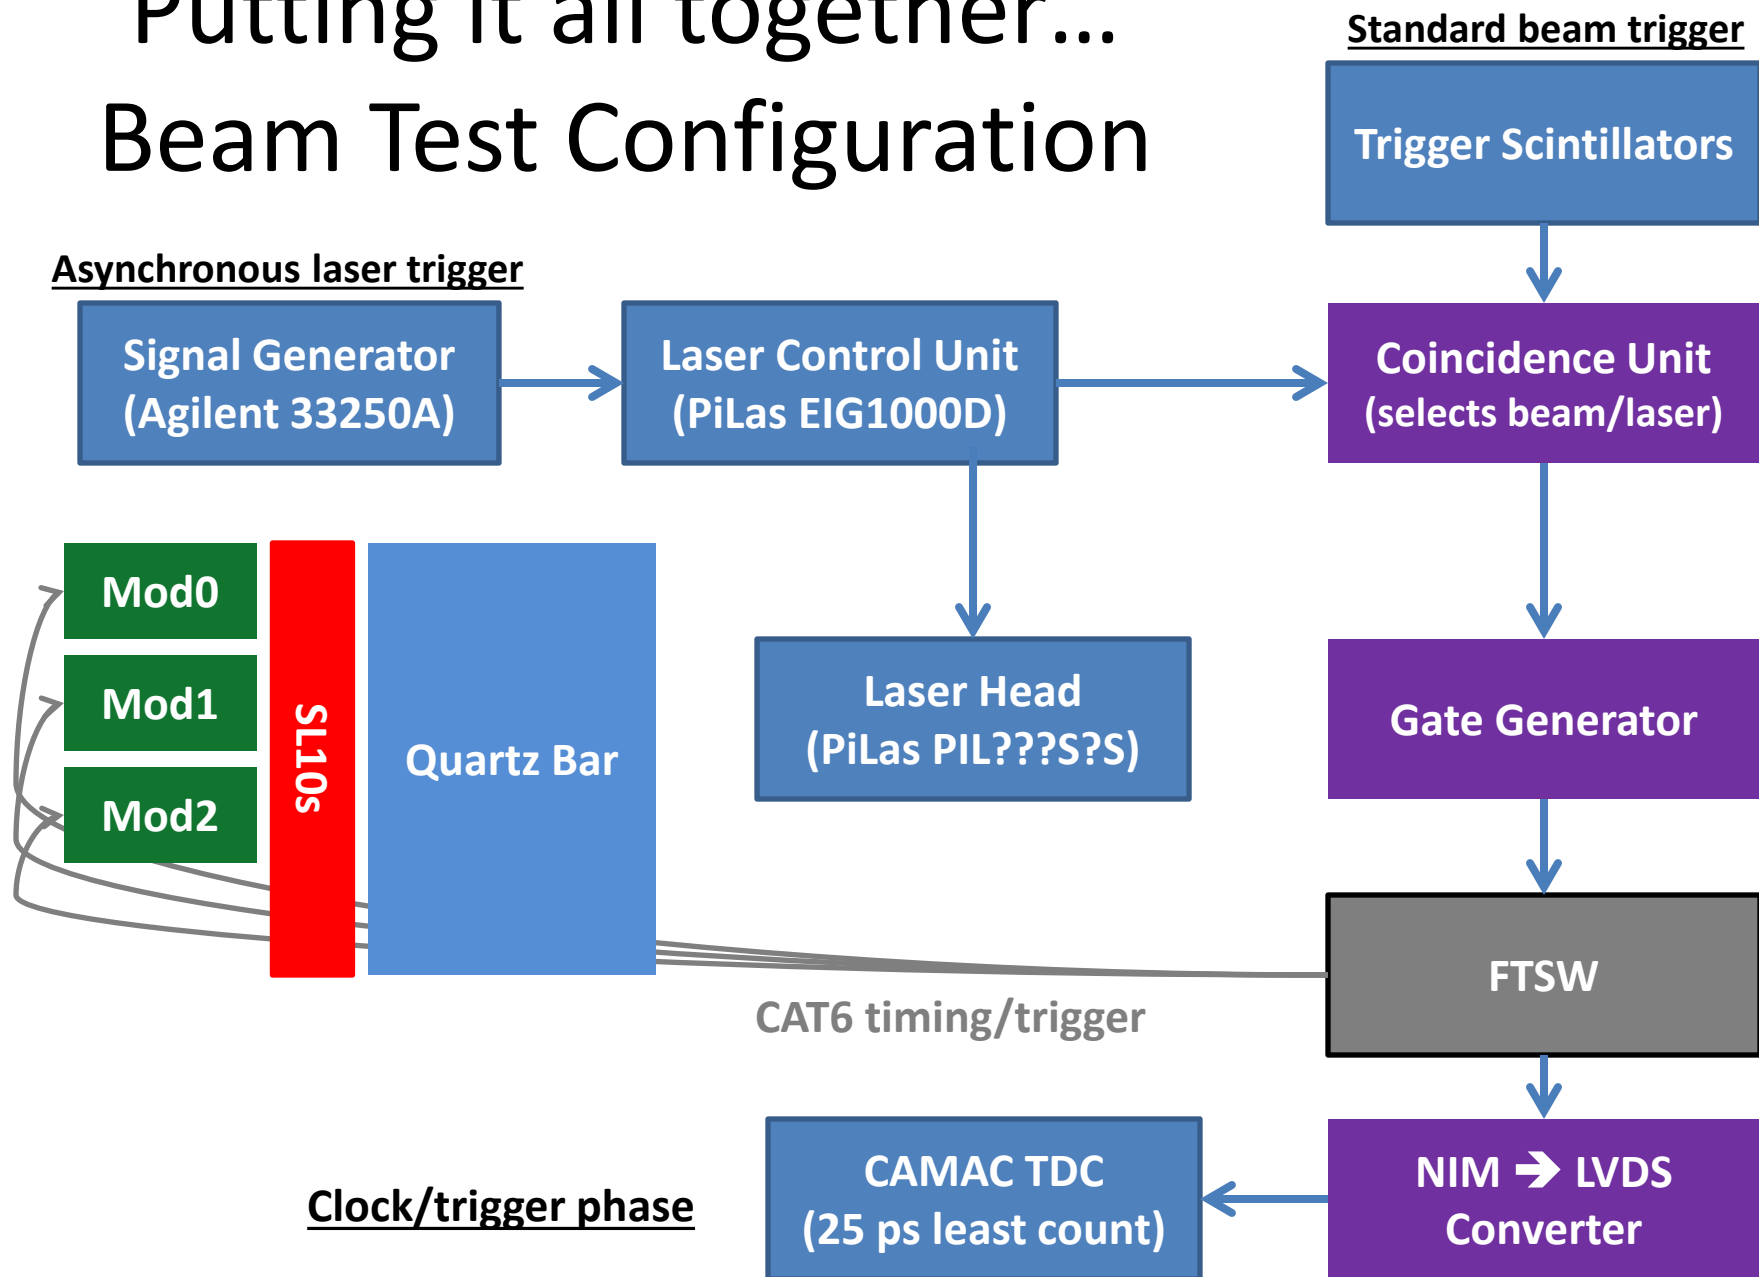 Putting it all together…
Beam Test Configuration
Standard beam trigger
Trigger Scintillators
Asynchronous laser trigger
Signal Generator
(Agilent 33250A)
Laser Control Unit
(PiLas EIG1000D)
Coincidence Unit
(selects beam/laser)
Mod0
Mod1
Mod2
SL10s
Quartz Bar
Laser Head
(PiLas PIL???S?S)
Gate Generator
FTSW
CAT6 timing/trigger
Clock/trigger phase
CAMAC TDC
(25 ps least count)
NIM ➔ LVDS
Converter